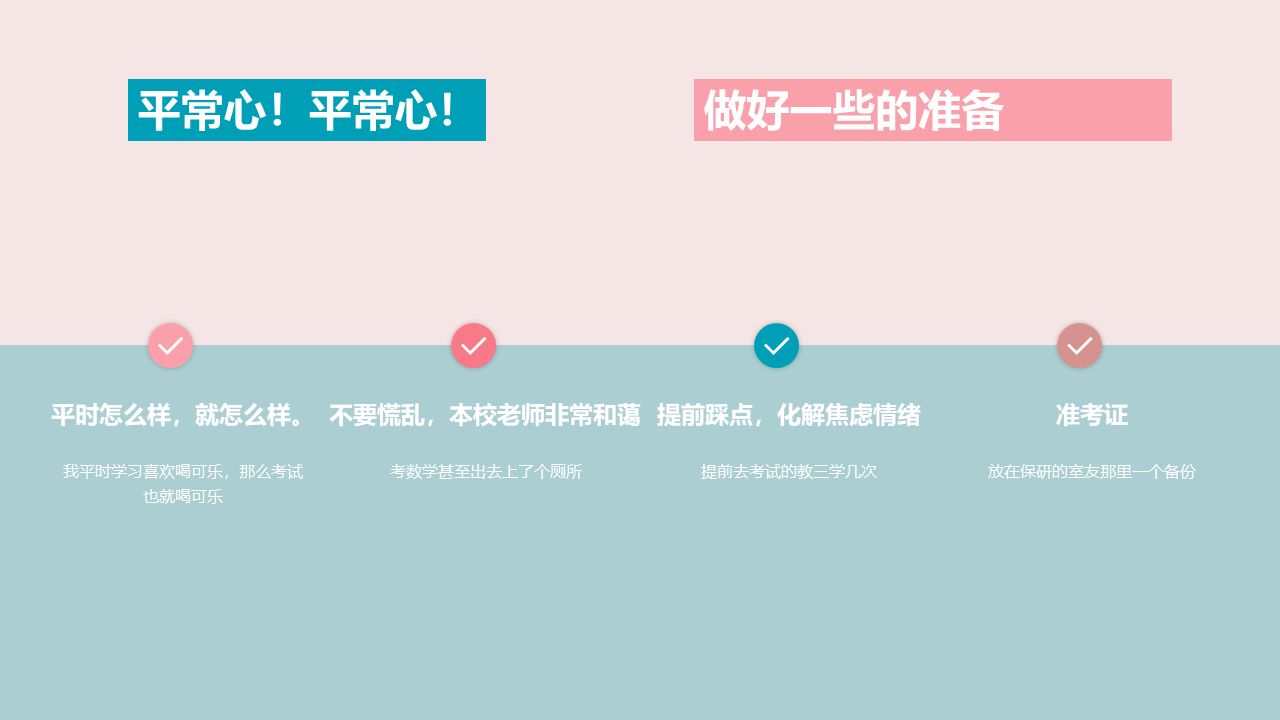 平常心！平常心！
做好一些的准备
平时怎么样，就怎么样。
我平时学习喜欢喝可乐，那么考试
也就喝可乐
不要慌乱，本校老师非常和蔼
考数学甚至出去上了个厕所
提前踩点，化解焦虑情绪
提前去考试的教三学几次
准考证
放在保研的室友那里一个备份